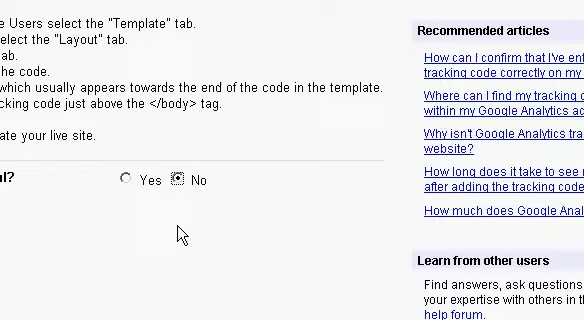 e Users select the "Template" tab.
elect the "Layout" tab.
ab.
he code.
which usually appears towards the end of the code in the template.
cking code just above the </body> tag.
ate your live site.
ul?
Yes
No
Recommended articles
How can I confirm that I've ent
tracking code correctly on my
Where can I find my tracking c
within my Google Analytics ac
Why isn't Google Analytics tra
website?
How long does it take to see
after adding the tracking code
How much does Google Anal
Learn from other users
Find answers, ask questions
your expertise with others in th
help forum.